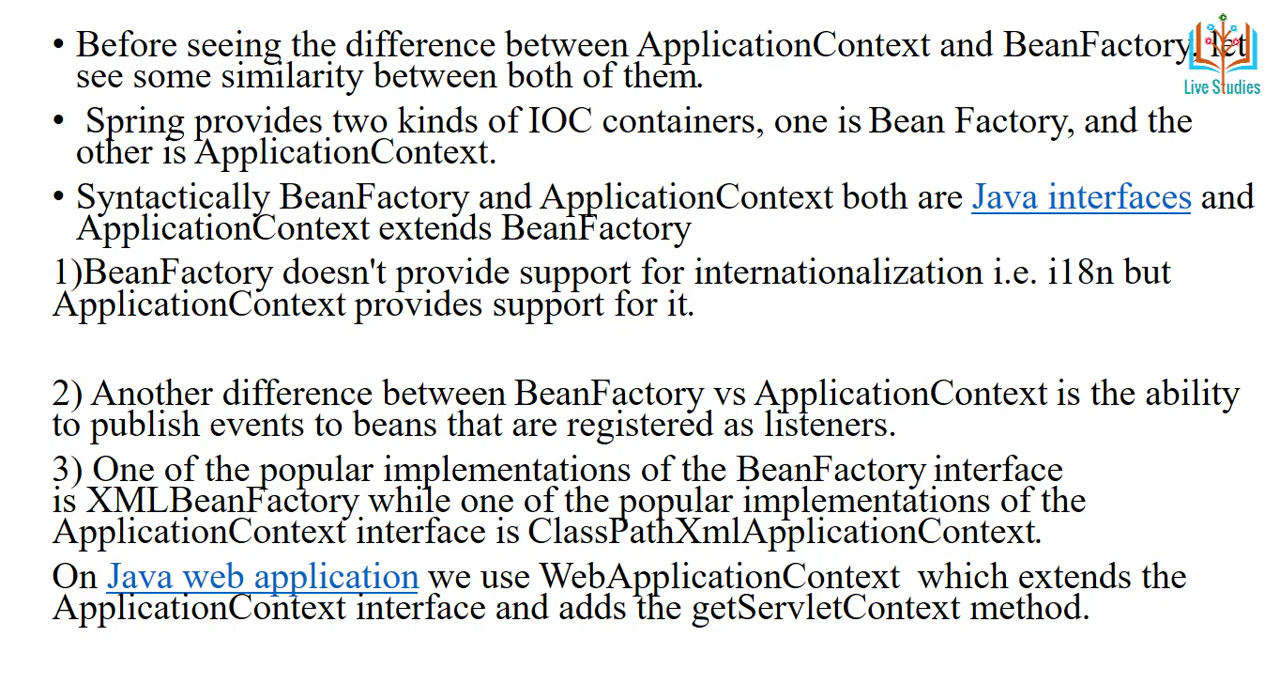 • Before seeing the difference between ApplicationContext and BeanFactory, let
see some similarity between both of them.
•  Spring provides two kinds of IOC containers, one is Bean Factory, and the
other is ApplicationContext.
• Syntactically BeanFactory and ApplicationContext both are Java interfaces and
ApplicationContext extends BeanFactory
1)BeanFactory doesn't provide support for internationalization i.e. i18n but
ApplicationContext provides support for it.
2) Another difference between BeanFactory vs ApplicationContext is the ability
to publish events to beans that are registered as listeners.
3) One of the popular implementations of the BeanFactory interface
is XMLBeanFactory while one of the popular implementations of the
ApplicationContext interface is ClassPathXmlApplicationContext.
On Java web application we use WebApplicationContext  which extends the
ApplicationContext interface and adds the getServletContext method.
Live Studies